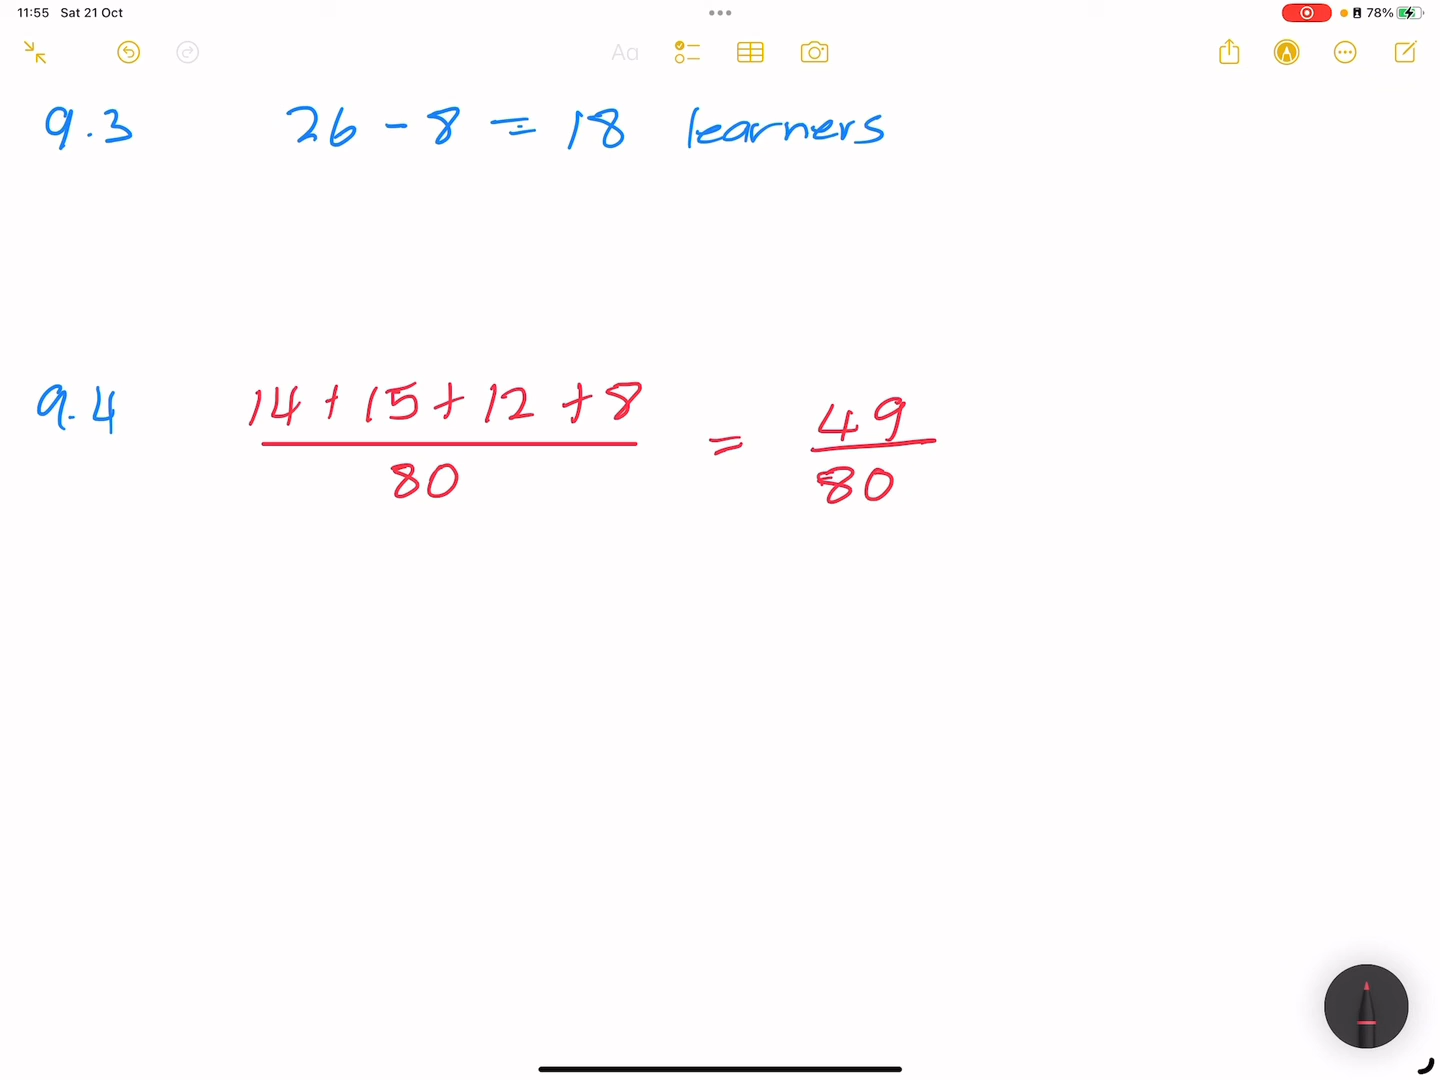 11:55 Sat 21 Oct 78%
Aa
9.3 26 - 8 = 18 learners
9.4 14 + 15 + 12 + 8 / 80 = 49 / 80